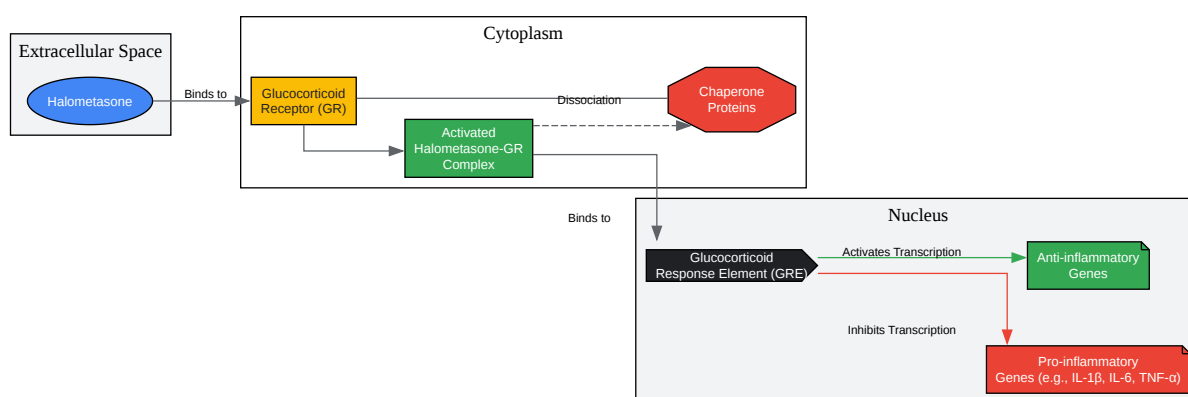 Extracellular Space
Halometasone
Binds to
Cytoplasm
Glucocorticoid
Receptor (GR)
Dissociation
Chaperone
Proteins
Activated
Halometasone-GR
Complex
Binds to
Nucleus
Glucocorticoid
Response Element (GRE)
Activates Transcription
Anti-inflammatory
Genes
Inhibits Transcription
Pro-inflammatory
Genes (e.g., IL-1β, IL-6, TNF-α)